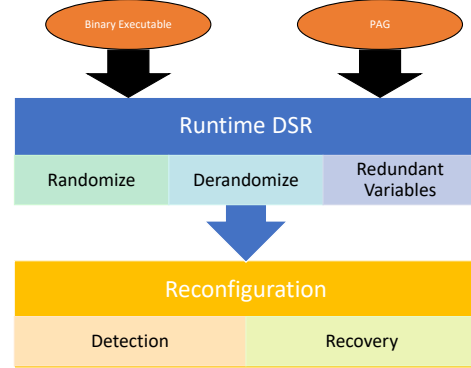 Binary Executable
PAG
Runtime DSR
Randomize
Derandomize
Redundant
Variables
Reconfiguration
Detection
Recovery